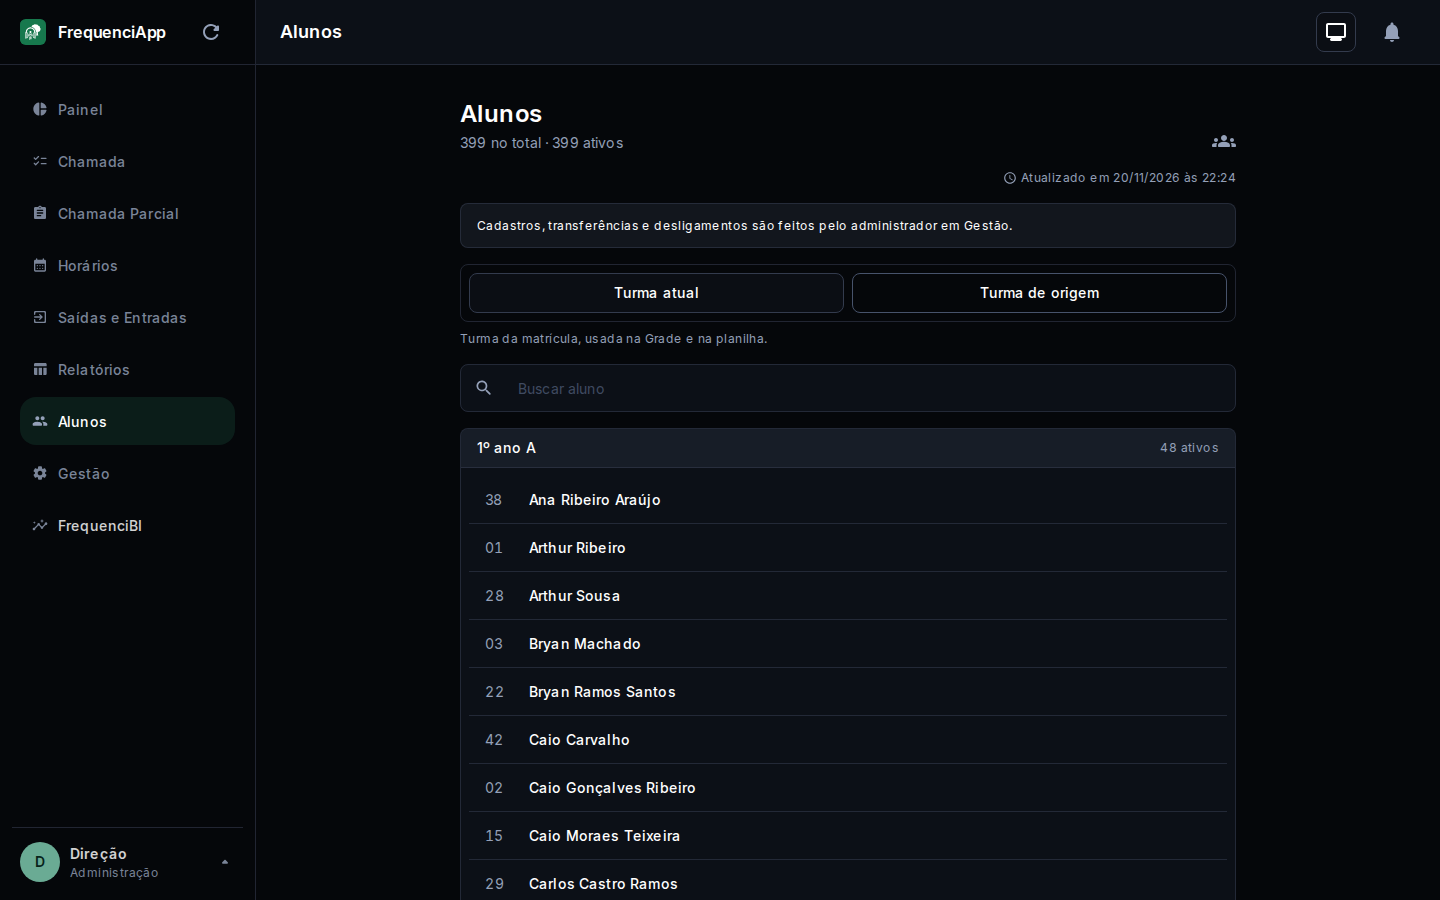 FrequenciApp
Alunos
Painel
Chamada
Chamada Parcial
Horários
Saídas e Entradas
Relatórios
Alunos
Gestão
FrequenciBI
D
Direção
Administração
Alunos
399 no total · 399 ativos
Atualizado em 20/11/2026 às 22:24
Cadastros, transferências e desligamentos são feitos pelo administrador em Gestão.
Turma atual
Turma de origem
Turma da matrícula, usada na Grade e na planilha.
Buscar aluno
1º ano A
48 ativos
38 Ana Ribeiro Araújo
01 Arthur Ribeiro
28 Arthur Sousa
03 Bryan Machado
22 Bryan Ramos Santos
42 Caio Carvalho
02 Caio Gonçalves Ribeiro
15 Caio Moraes Teixeira
29 Carlos Castro Ramos